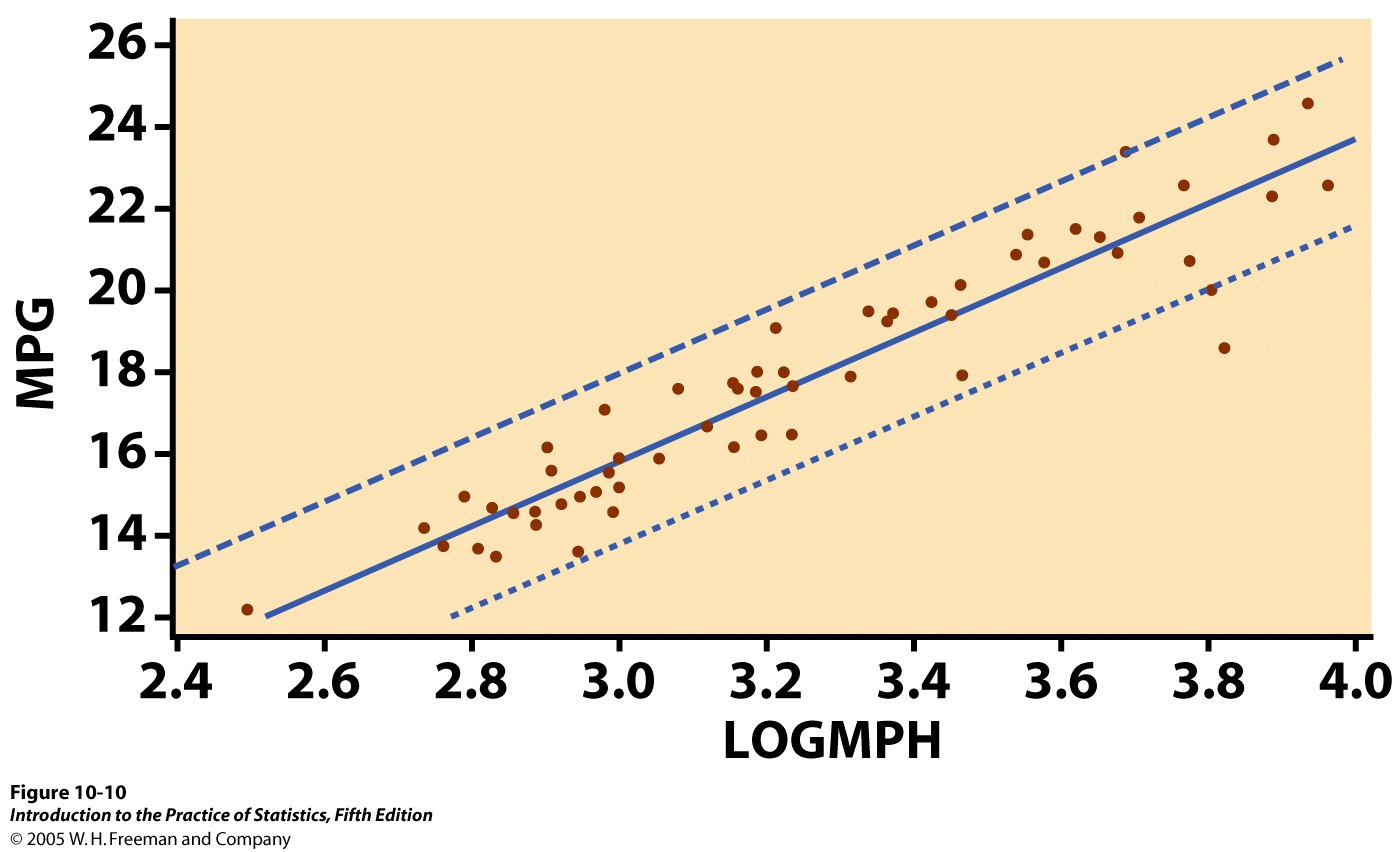 26
24
22
20
18
16
14
12
MPG
2.4 2.6 2.8 3.0 3.2 3.4 3.6 3.8 4.0
LOGMPH
Figure 10-10
Introduction to the Practice of Statistics, Fifth Edition
© 2005 W. H. Freeman and Company